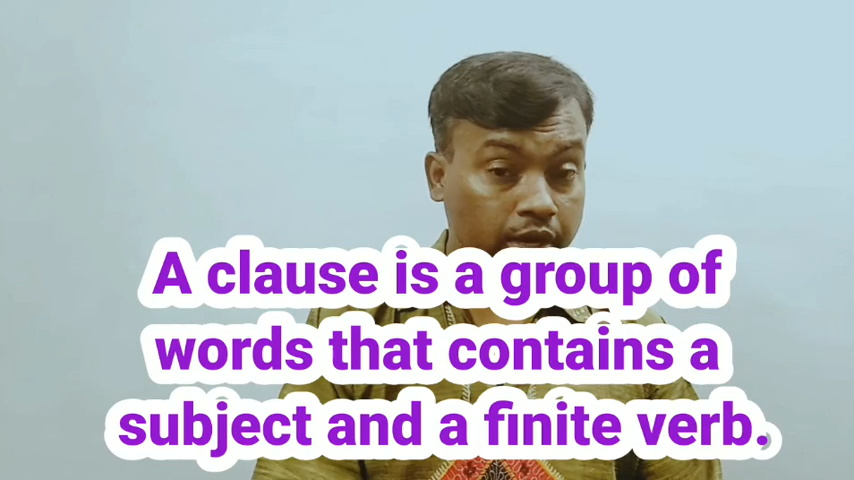 A clause is a group of
words that contains a
subject and a finite verb.